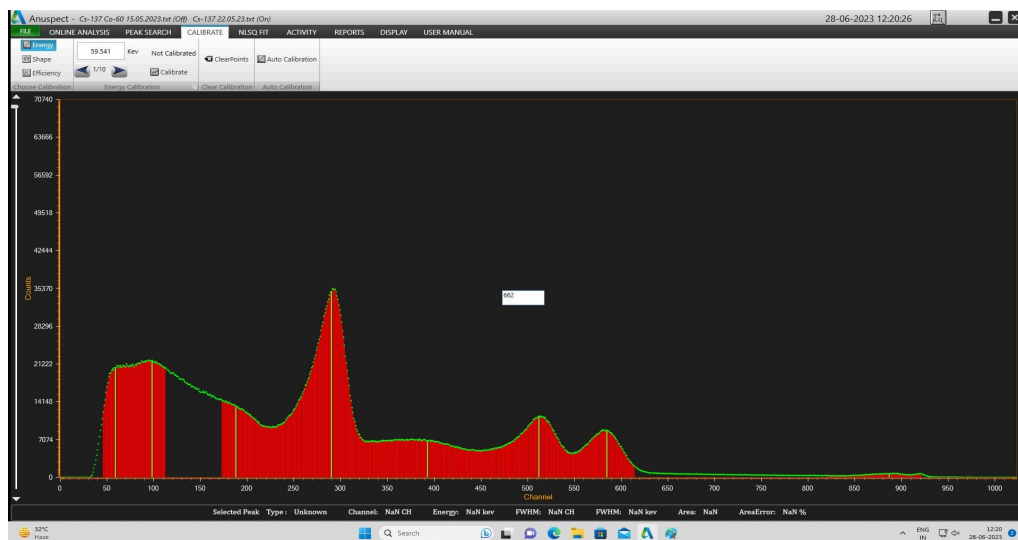 Anuspect - Cs-137 Co-60 15.05.2023.txt (Off) Cs-137 22.05.23.txt (On) 28-06-2023 12:20:26
FILE ONLINE ANALYSIS PEAK SEARCH CALIBRATE NLSQ FIT ACTIVITY REPORTS DISPLAY USER MANUAL
Energy 59.541 Kev Not Calibrated
Shape ClearPoints Auto Calibration
Efficiency 1/10 Calibrate
Choose Calibration Energy Calibration Clear Calibration Auto Calibration
70740
63666
56592
49518
42444
35370
28296
21222
14148
7074
0
Counts
662
0 50 100 150 200 250 300 350 400 450 500 550 600 650 700 750 800 850 900 950 1000
Channel
Selected Peak Type : Unknown Channel: NaN CH Energy: NaN kev FWHM: NaN CH FWHM: NaN kev Area: NaN AreaError: NaN %
32°C
Haze
Search
ENG
IN
12:20
28-06-2023